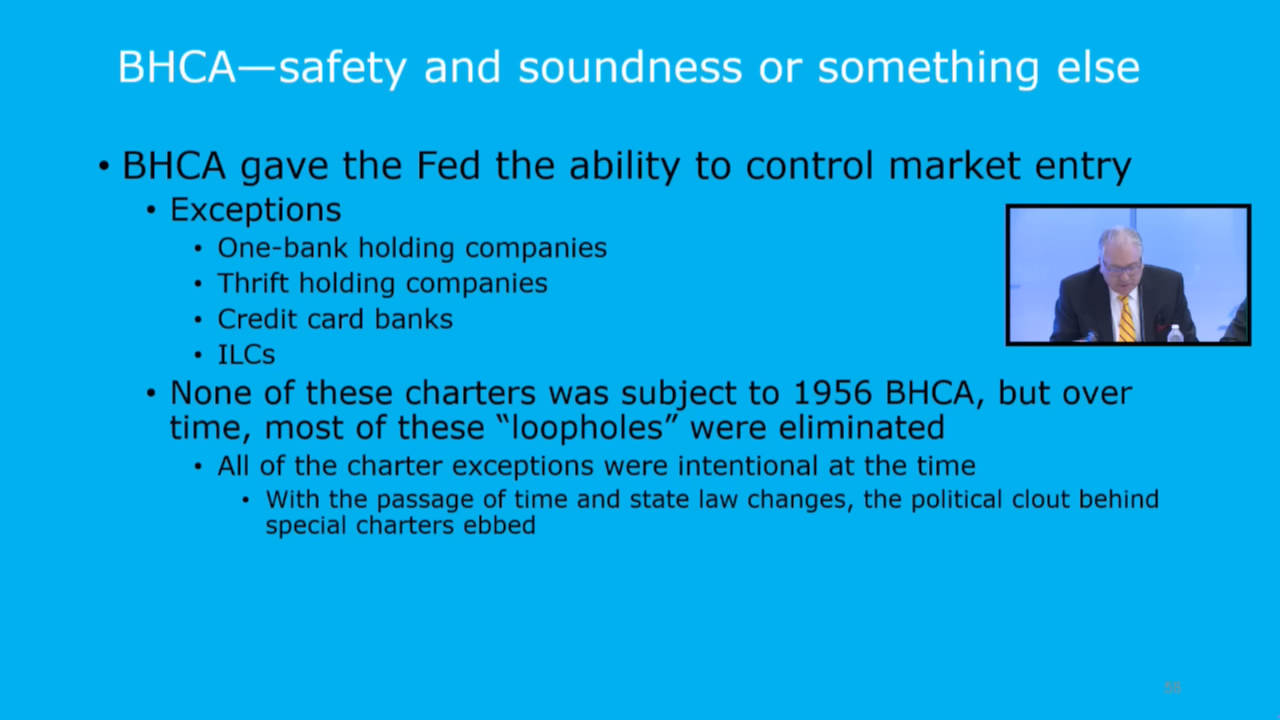 BHCA—safety and soundness or something else
• BHCA gave the Fed the ability to control market entry
• Exceptions
• One-bank holding companies
• Thrift holding companies
• Credit card banks
• ILCs
• None of these charters was subject to 1956 BHCA, but over
time, most of these “loopholes” were eliminated
• All of the charter exceptions were intentional at the time
• With the passage of time and state law changes, the political clout behind
special charters ebbed
58